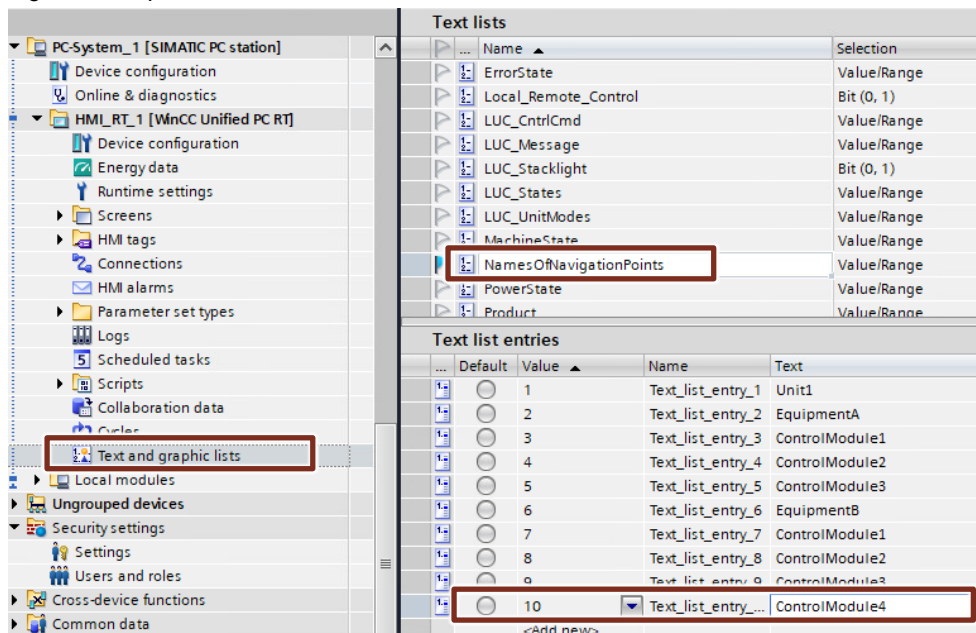 Text lists
PC-System_1 [SIMATIC PC station]
Device configuration
Online & diagnostics
HMI_RT_1 [WinCC Unified PC RT]
Device configuration
Energy data
Runtime settings
Screens
HMI tags
Connections
HMI alarms
Parameter set types
Logs
Scheduled tasks
Scripts
Collaboration data
Cycles
Text and graphic lists
Local modules
Ungrouped devices
Security settings
Settings
Users and roles
Cross-device functions
Common data
... Name Selection
ErrorState Value/Range
Local_Remote_Control Bit (0, 1)
LUC_CntrlCmd Value/Range
LUC_Message Value/Range
LUC_Stacklight Bit (0, 1)
LUC_States Value/Range
LUC_UnitModes Value/Range
MachineState Value/Range
NamesOfNavigationPoints Value/Range
PowerState Value/Range
Product Value/Range
Text list entries
... Default Value Name Text
1 Text_list_entry_1 Unit1
2 Text_list_entry_2 EquipmentA
3 Text_list_entry_3 ControlModule1
4 Text_list_entry_4 ControlModule2
5 Text_list_entry_5 ControlModule3
6 Text_list_entry_6 EquipmentB
7 Text_list_entry_7 ControlModule1
8 Text_list_entry_8 ControlModule2
9 Text_list_entry_9 ControlModule3
10 Text_list_entry_... ControlModule4
<Add new>